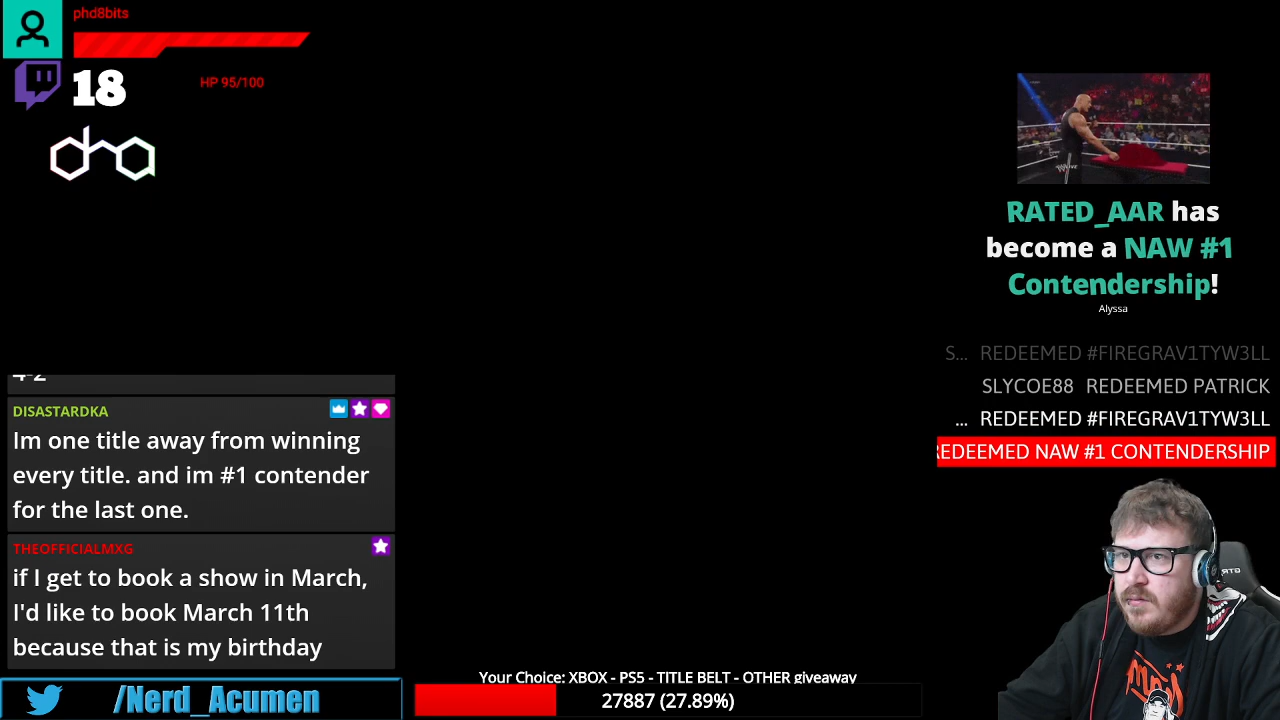 phd8bits
18
HP 95/100
dha
RATED_AAR has
become a NAW #1
Contendership!
Alyssa
S... REDEEMED #FIREGRAV1TYW3LL
SLYCOE88 REDEEMED PATRICK
... REDEEMED #FIREGRAV1TYW3LL
REDEEMED NAW #1 CONTENDERSHIP
4-2
DISASTARDKA
Im one title away from winning
every title. and im #1 contender
for the last one.
THEOFFICIALMXG
if I get to book a show in March,
I'd like to book March 11th
because that is my birthday
/Nerd_Acumen
Your Choice: XBOX - PS5 - TITLE BELT - OTHER giveaway
27887 (27.89%)